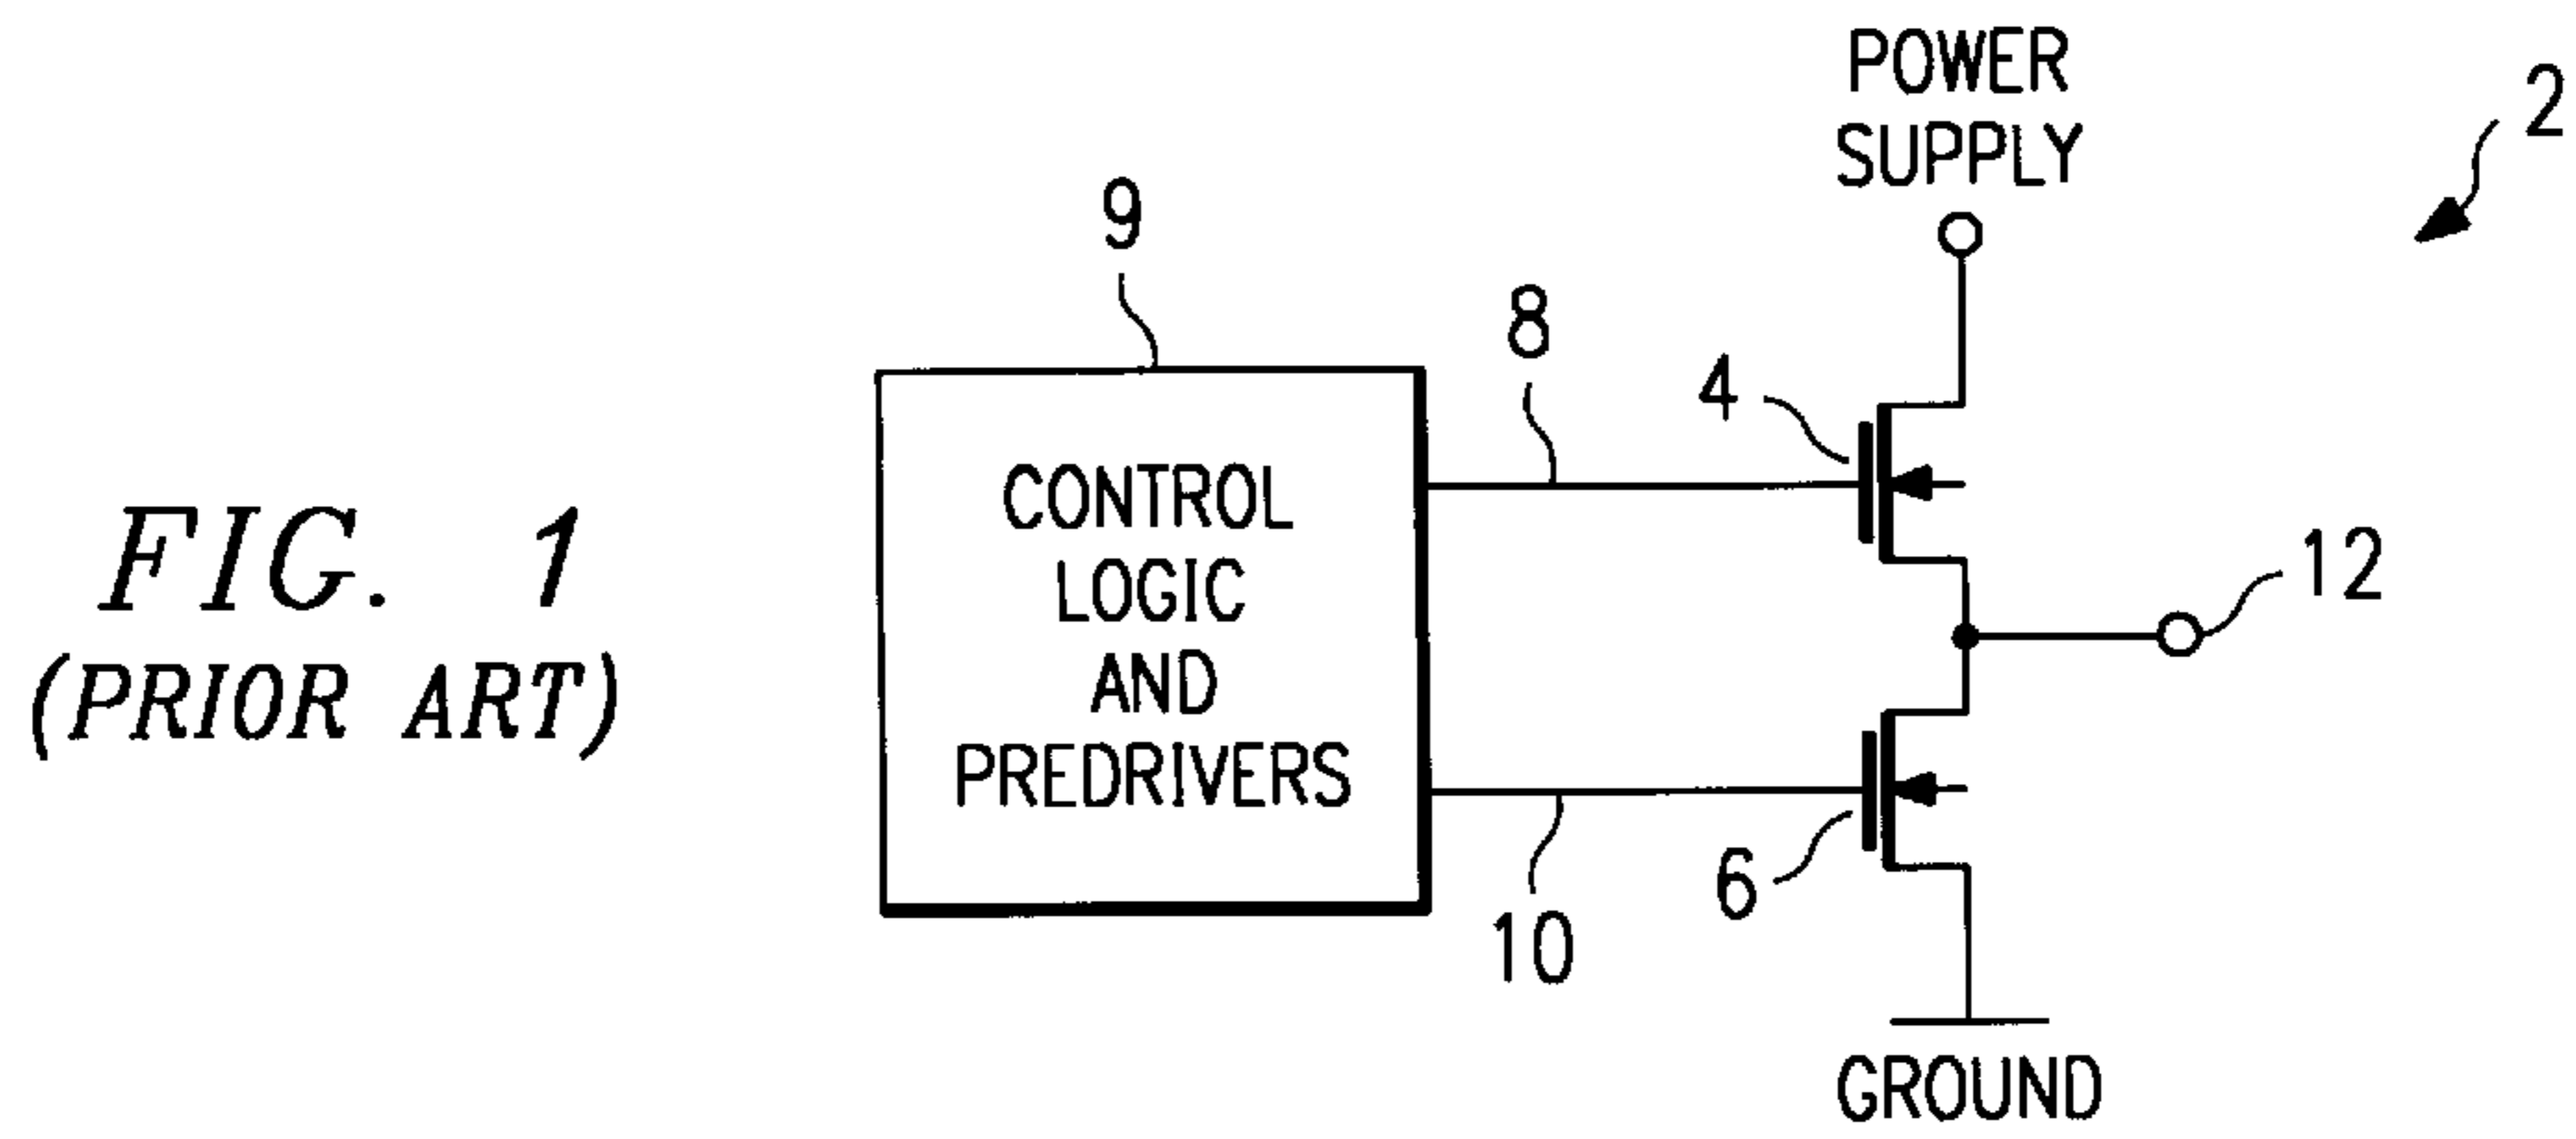 POWER
SUPPLY
2
9
8
4
CONTROL
LOGIC
AND
PREDRIVERS
12
6
10
GROUND
FIG. 1
(PRIOR ART)